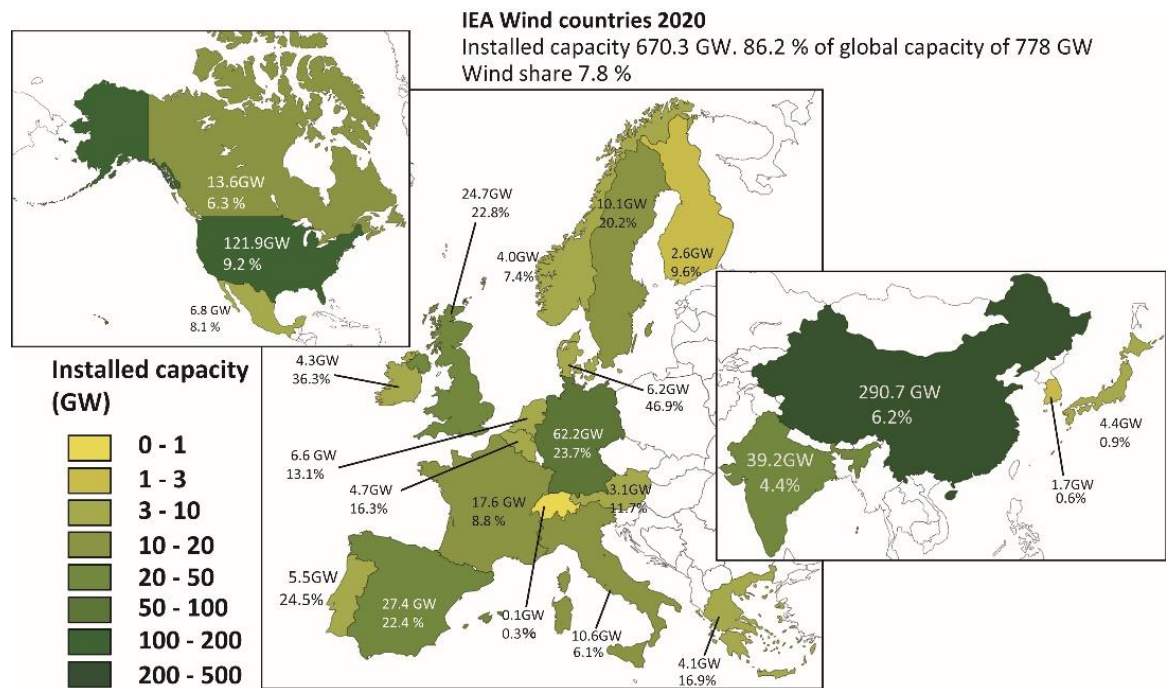 IEA Wind countries 2020
Installed capacity 670.3 GW. 86.2 % of global capacity of 778 GW
Wind share 7.8 %
13.6GW
6.3 %
121.9GW
9.2 %
6.8 GW
8.1 %
24.7GW
22.8%
10.1GW
20.2%
4.0GW
7.4%
2.6GW
9.6%
4.3GW
36.3%
6.2GW
46.9%
6.6 GW
13.1%
62.2GW
23.7%
4.7GW
16.3%
17.6 GW
8.8 %
3.1GW
11.7%
5.5GW
24.5%
27.4 GW
22.4 %
0.1GW
0.3%
10.6GW
6.1%
4.1GW
16.9%
290.7 GW
6.2%
39.2GW
4.4%
4.4GW
0.9%
1.7GW
0.6%
Installed capacity
(GW)
0 - 1
1 - 3
3 - 10
10 - 20
20 - 50
50 - 100
100 - 200
200 - 500